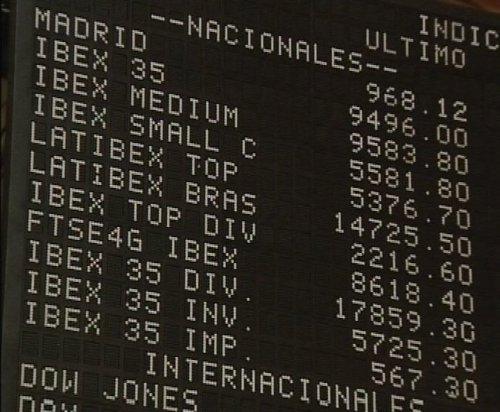 INDIC
ULTIMO
--NACIONALES--
MADRID 968.12
IBEX 35 9496.00
IBEX MEDIUM 9583.80
IBEX SMALL C 5581.80
LATIBEX TOP 5376.70
LATIBEX BRAS 14725.50
IBEX TOP DIV 2216.60
FTSE4G IBEX 8618.40
IBEX 35 DIV. 17859.30
IBEX 35 INV. 5725.30
IBEX 35 IMP. 567.30
INTERNACIONALES
DOW JONES